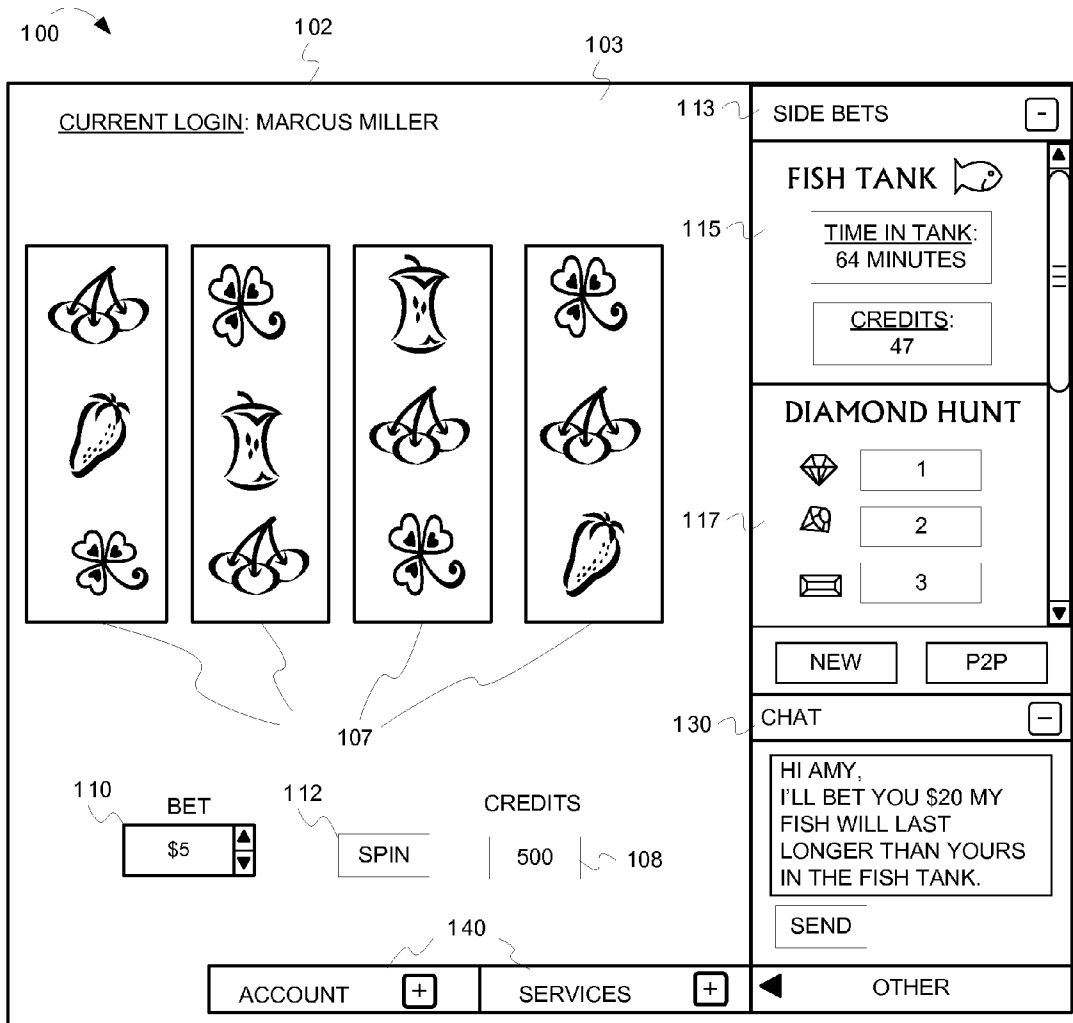 100
102
103
CURRENT LOGIN: MARCUS MILLER
107
110
BET
$5
112
SPIN
CREDITS
500
108
140
ACCOUNT +
SERVICES +
113
SIDE BETS -
115
FISH TANK
TIME IN TANK:
64 MINUTES
CREDITS:
47
117
DIAMOND HUNT
1
2
3
NEW
P2P
130
CHAT –
HI AMY,
I'LL BET YOU $20 MY
FISH WILL LAST
LONGER THAN YOURS
IN THE FISH TANK.
SEND
OTHER